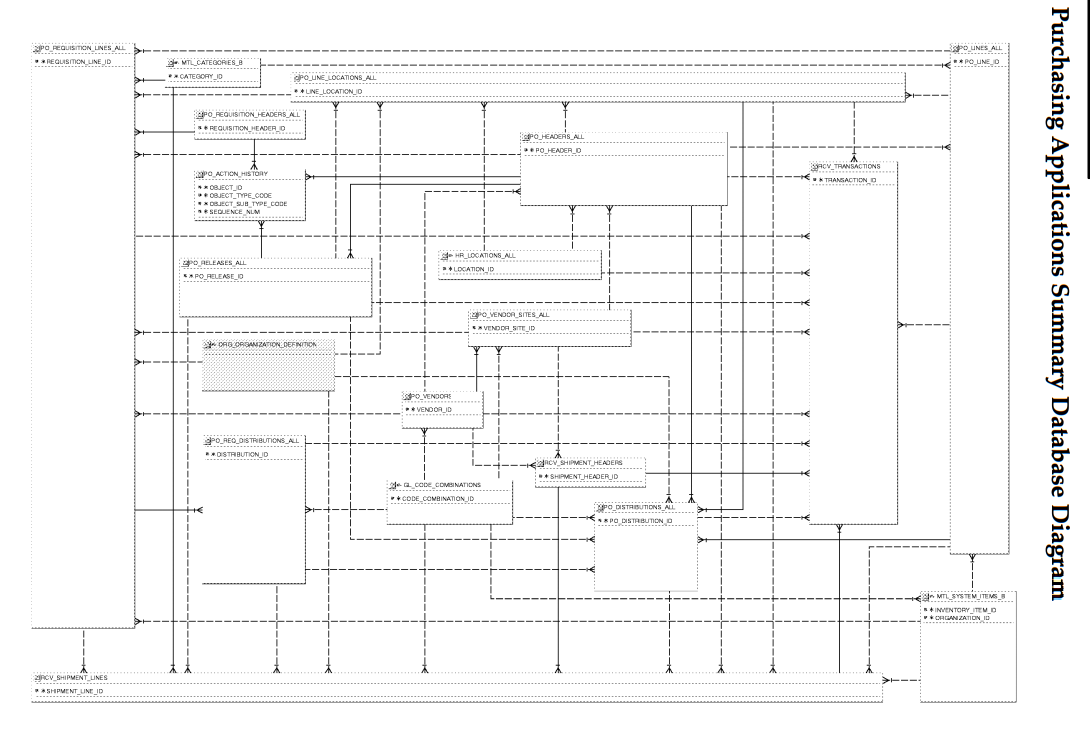 Purchasing Applications Summary Database Diagram
PO_REQUISITION_LINES_ALL
# * REQUISITION_LINE_ID
MTL_CATEGORIES_B
# * CATEGORY_ID
PO_LINE_LOCATIONS_ALL
# * LINE_LOCATION_ID
PO_LINES_ALL
# * PO_LINE_ID
PO_REQUISITION_HEADERS_ALL
# * REQUISITION_HEADER_ID
PO_HEADERS_ALL
# * PO_HEADER_ID
PO_ACTION_HISTORY
# * OBJECT_ID
# * OBJECT_TYPE_CODE
# * OBJECT_SUB_TYPE_CODE
# * SEQUENCE_NUM
RCV_TRANSACTIONS
# * TRANSACTION_ID
PO_RELEASES_ALL
# * PO_RELEASE_ID
HR_LOCATIONS_ALL
# * LOCATION_ID
PO_VENDOR_SITES_ALL
# * VENDOR_SITE_ID
ORG_ORGANIZATION_DEFINITION
PO_VENDORS
# * VENDOR_ID
PO_REQ_DISTRIBUTIONS_ALL
# * DISTRIBUTION_ID
RCV_SHIPMENT_HEADERS
# * SHIPMENT_HEADER_ID
GL_CODE_COMBINATIONS
# * CODE_COMBINATION_ID
PO_DISTRIBUTIONS_ALL
# * PO_DISTRIBUTION_ID
MTL_SYSTEM_ITEMS_B
# * INVENTORY_ITEM_ID
# * ORGANIZATION_ID
RCV_SHIPMENT_LINES
# * SHIPMENT_LINE_ID